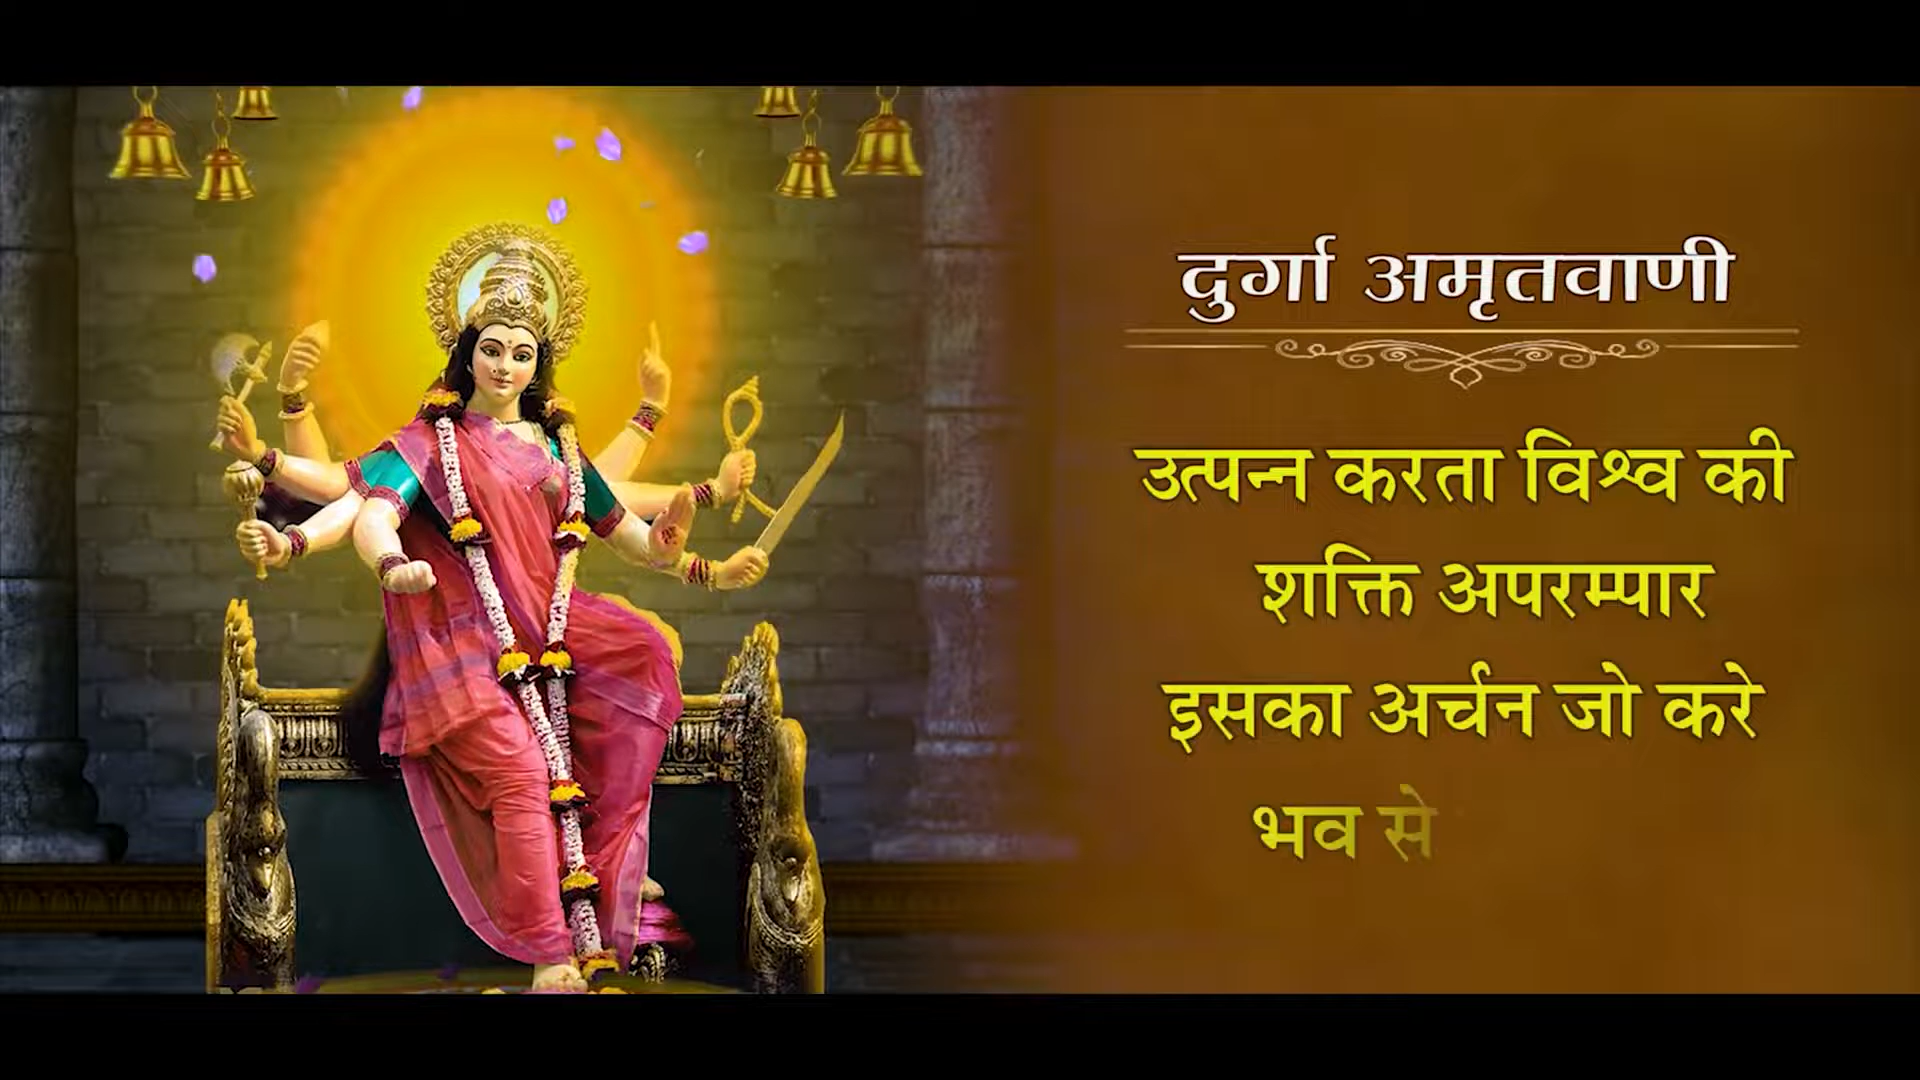 दुर्गा अमृतवाणी
उत्पन्न करता विश्व की
शक्ति अपरम्पार
इसका अर्चन जो करे
भव से